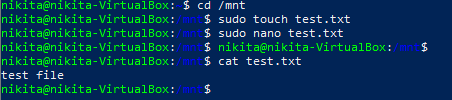 nikita@nikita-VirtualBox:~$ cd /mnt
nikita@nikita-VirtualBox:/mnt$ sudo touch test.txt
nikita@nikita-VirtualBox:/mnt$ sudo nano test.txt
nikita@nikita-VirtualBox:/mnt$ nikita@nikita-VirtualBox:/mnt$
nikita@nikita-VirtualBox:/mnt$ cat test.txt
test file
nikita@nikita-VirtualBox:/mnt$